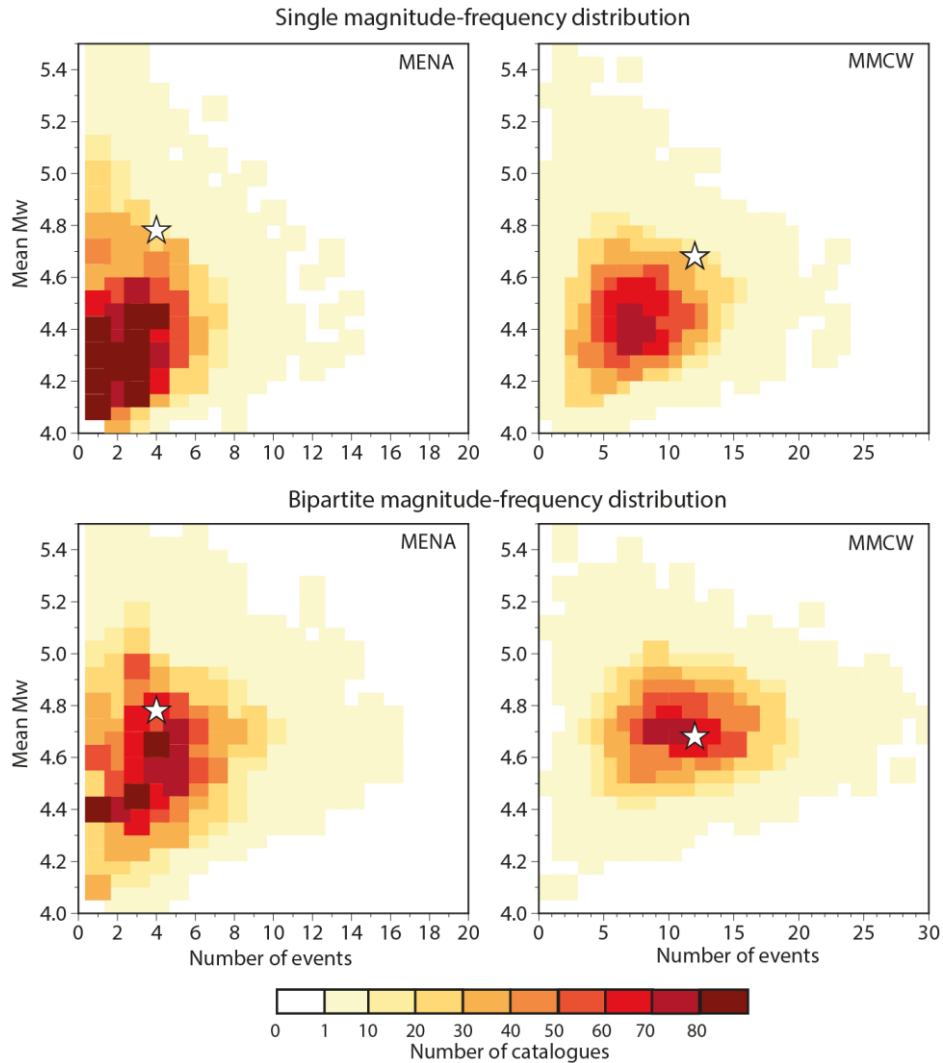 Single magnitude-frequency distribution
MENA
MMCW
5.4
5.2
5.0
4.8
4.6
4.4
4.2
4.0
Mean Mw
0 2 4 6 8 10 12 14 16 18 20
0 5 10 15 20 25 30
Bipartite magnitude-frequency distribution
MENA
MMCW
5.4
5.2
5.0
4.8
4.6
4.4
4.2
4.0
Mean Mw
0 2 4 6 8 10 12 14 16 18 20
0 5 10 15 20 25 30
Number of events
Number of events
0 1 10 20 30 40 50 60 70 80
Number of catalogues